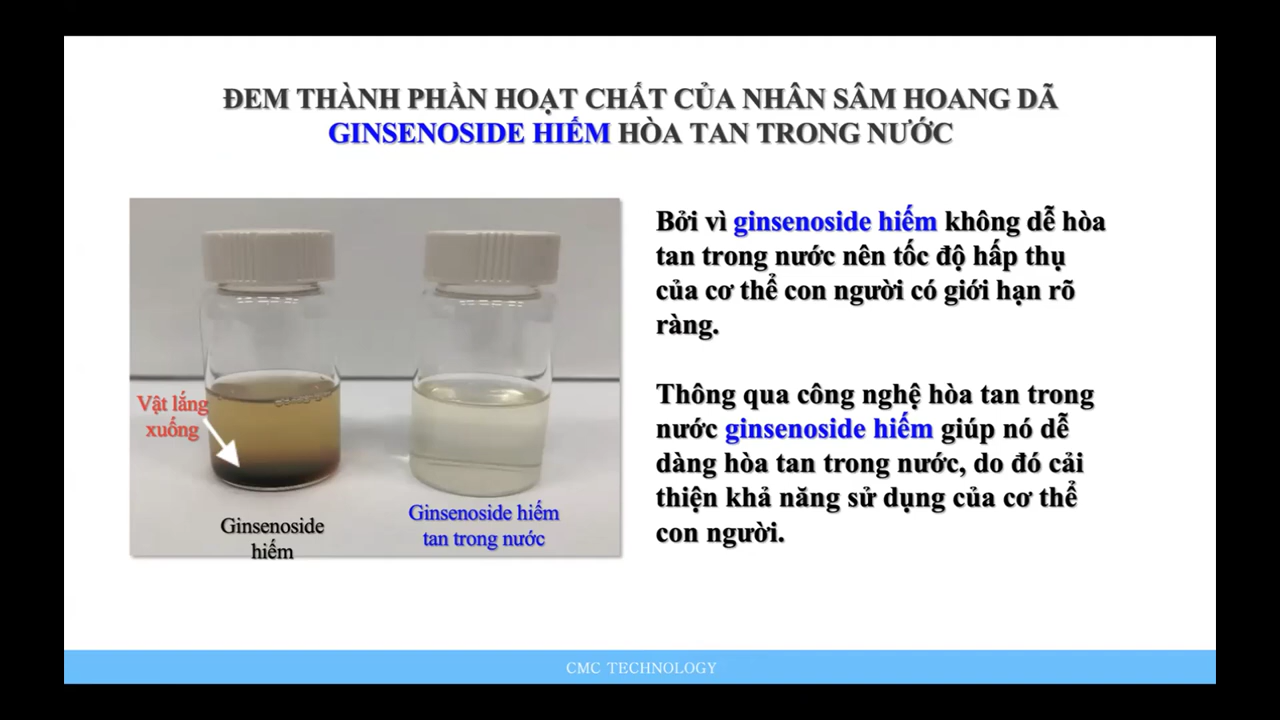 ĐEM THÀNH PHẦN HOẠT CHẤT CỦA NHÂN SÂM HOANG DÃ
GINSENOSIDE HIẾM HÒA TAN TRONG NƯỚC
Vật lắng
xuống
Ginsenoside
hiếm
Ginsenoside hiếm
tan trong nước
Bởi vì ginsenoside hiếm không dễ hòa
tan trong nước nên tốc độ hấp thụ
của cơ thể con người có giới hạn rõ
ràng.
Thông qua công nghệ hòa tan trong
nước ginsenoside hiếm giúp nó dễ
dàng hòa tan trong nước, do đó cải
thiện khả năng sử dụng của cơ thể
con người.
CMC TECHNOLOGY